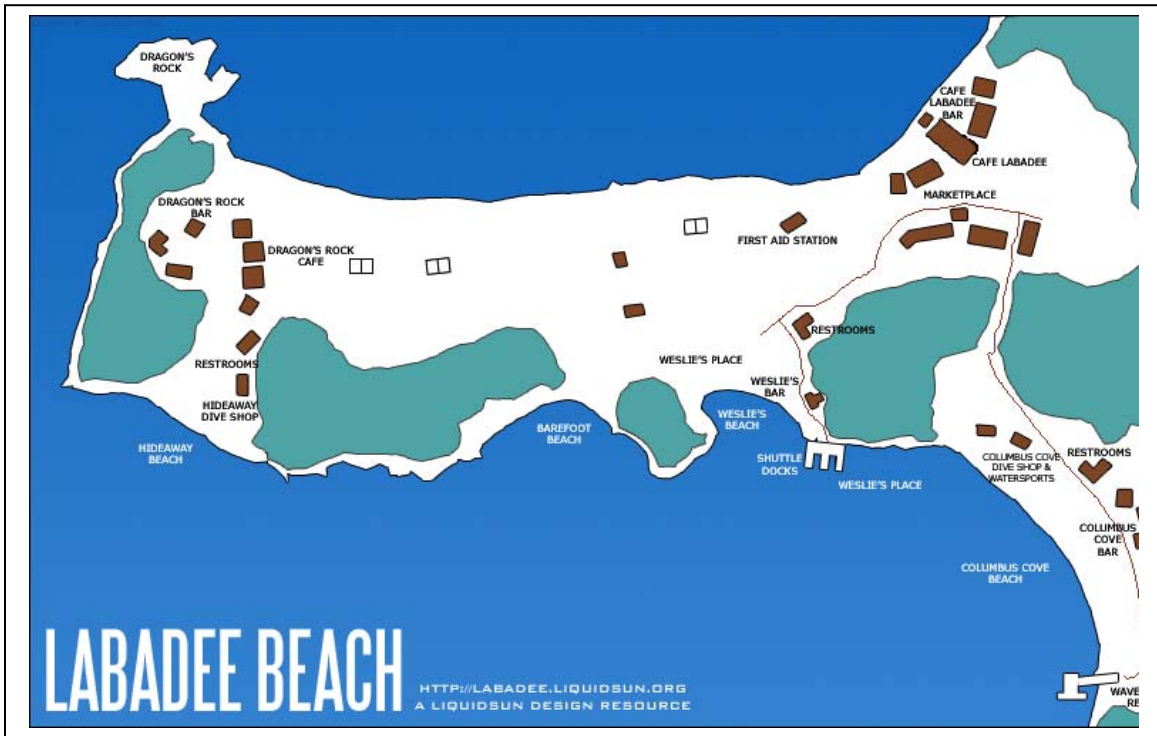 DRAGON'S
ROCK
CAFE
LABADEE
BAR
CAFE LABADEE
MARKETPLACE
DRAGON'S ROCK
BAR
FIRST AID STATION
DRAGON'S ROCK
CAFE
RESTROOMS
WESLIE'S PLACE
RESTROOMS
WESLIE'S
BAR
HIDEAWAY
DIVE SHOP
WESLIE'S
BEACH
BAREFOOT
BEACH
HIDEAWAY
BEACH
SHUTTLE
DOCKS
WESLIE'S PLACE
COLUMBUS COVE
DIVE SHOP &
WATERSPORTS
RESTROOMS
COLUMBUS
COVE
BAR
COLUMBUS COVE
BEACH
LABADEE BEACH
HTTP://LABADEE.LIQUIDSUN.ORG
A LIQUIDSUN DESIGN RESOURCE